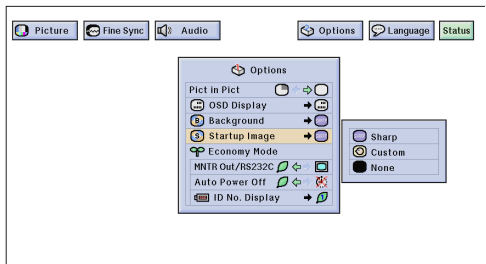 Picture Fine Sync Audio Options Language Status
Options
Pict in Pict
OSD Display
B Background
S Startup Image
Economy Mode
MNTR Out/RS232C
Auto Power Off
ID No. Display 1
Sharp
Custom
None